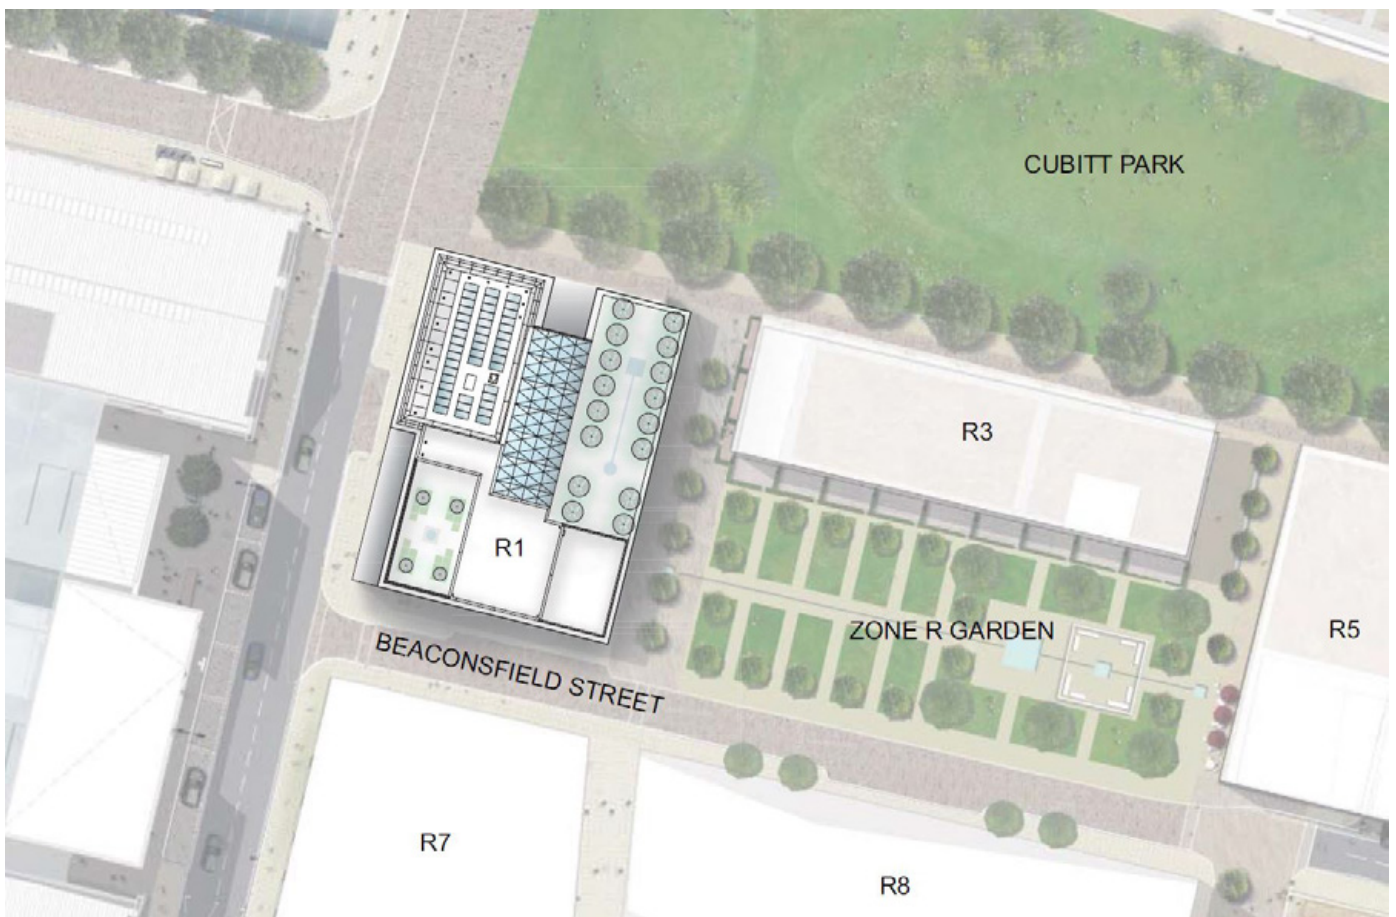 CUBITT PARK
R3
R1
ZONE R GARDEN
R5
BEACONSFIELD STREET
R7
R8